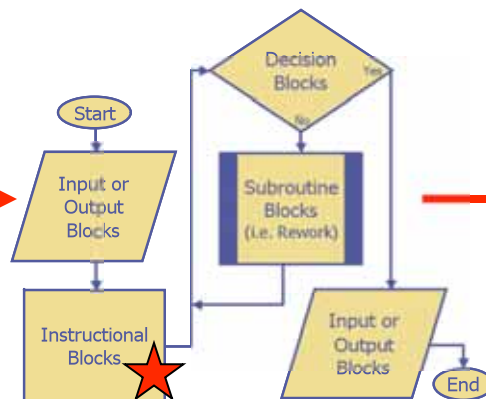 Start
Input or
Output
Blocks
Instructional
Blocks
Decision
Blocks
Yes
No
Subroutine
Blocks
(i.e. Rework)
Input or
Output
Blocks
End